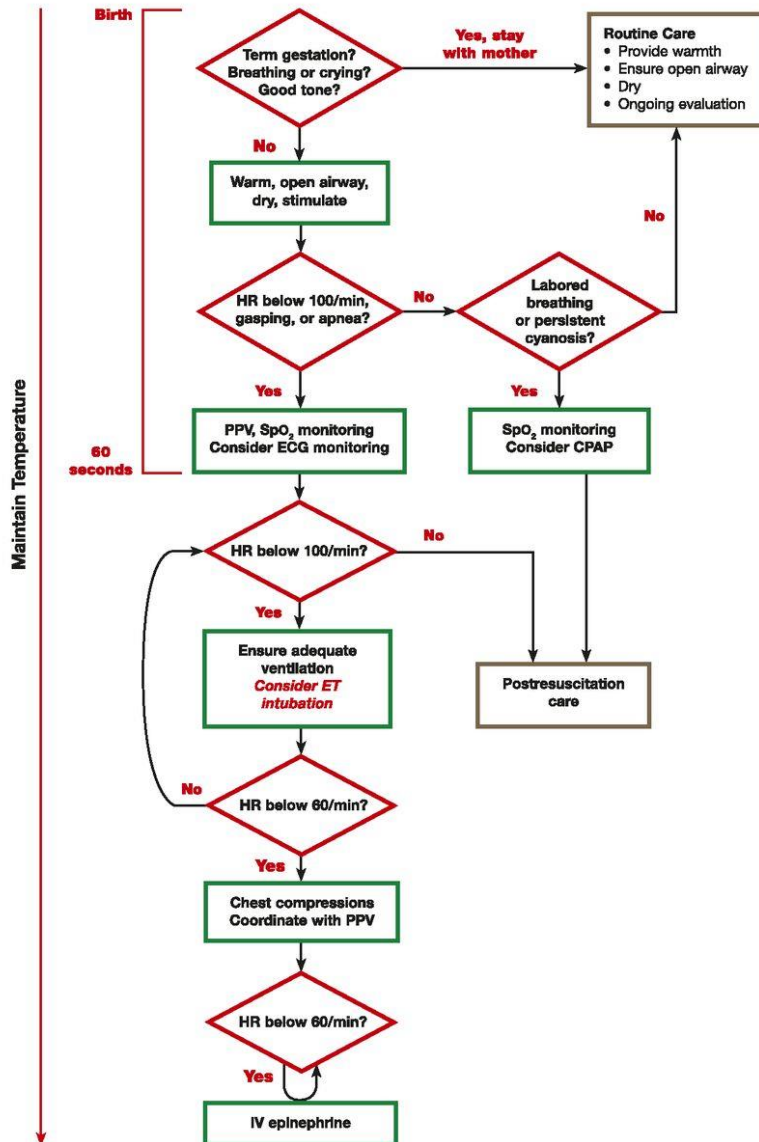 Birth
Term gestation?
Breathing or crying?
Good tone?
Yes, stay
with mother
Routine Care
• Provide warmth
• Ensure open airway
• Dry
• Ongoing evaluation
No
Warm, open airway,
dry, stimulate
No
HR below 100/min,
gasping, or apnea?
No
Labored
breathing
or persistent
cyanosis?
Yes
Yes
PPV, SpO₂ monitoring
Consider ECG monitoring
SpO₂ monitoring
Consider CPAP
60
seconds
Maintain Temperature
HR below 100/min?
No
Yes
Ensure adequate
ventilation
Consider ET
intubation
Postresuscitation
care
No
HR below 60/min?
Yes
Chest compressions
Coordinate with PPV
HR below 60/min?
Yes
IV epinephrine